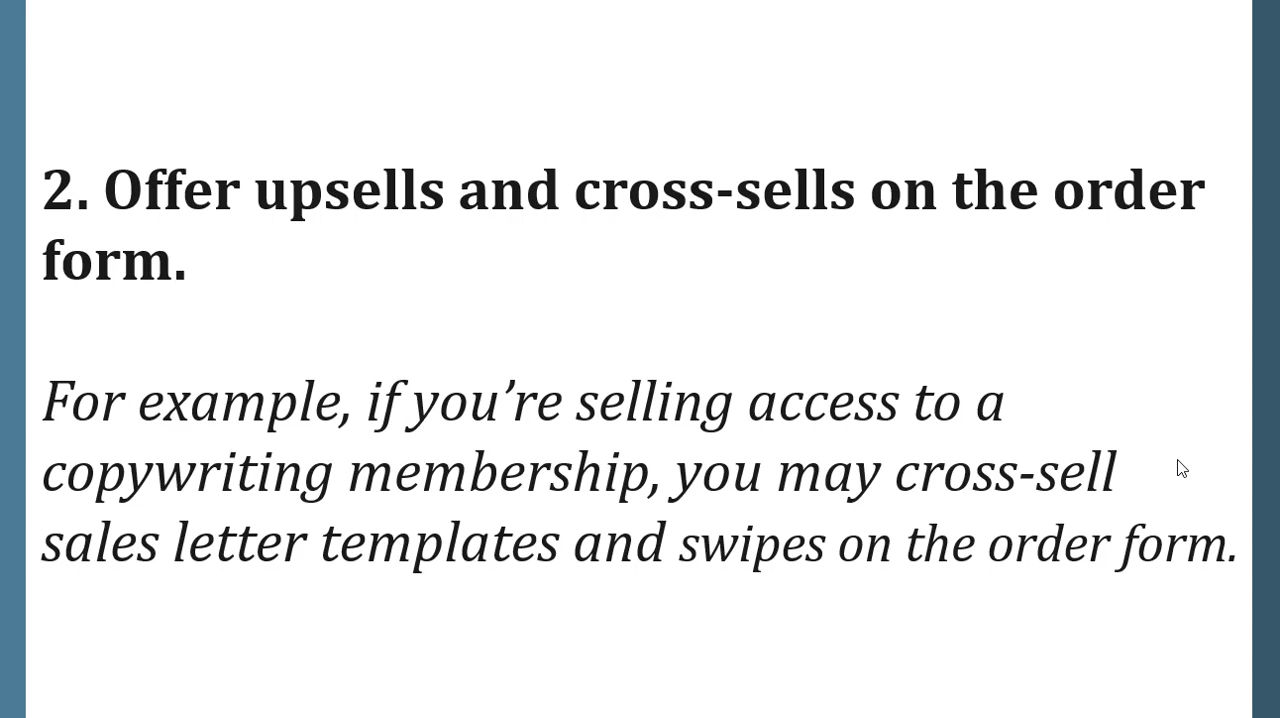 2. Offer upsells and cross-sells on the order
form.
For example, if you’re selling access to a
copywriting membership, you may cross-sell
sales letter templates and swipes on the order form.